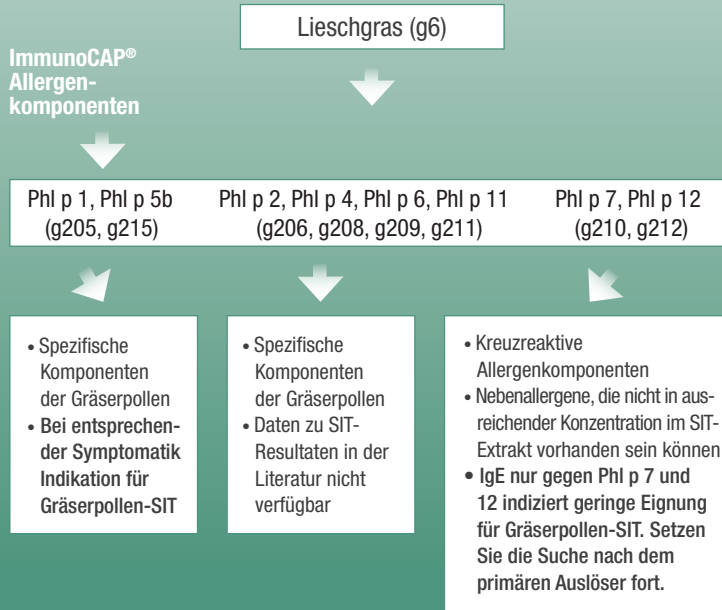 Lieschgras (g6)
ImmunoCAP®
Allergen-
komponenten
Phl p 1, Phl p 5b
(g205, g215)
Phl p 2, Phl p 4, Phl p 6, Phl p 11
(g206, g208, g209, g211)
Phl p 7, Phl p 12
(g210, g212)
• Spezifische
Komponenten
der Gräserpollen
• Bei entsprechen-
der Symptomatik
Indikation für
Gräserpollen-SIT
• Spezifische
Komponenten
der Gräserpollen
• Daten zu SIT-
Resultaten in der
Literatur nicht
verfügbar
• Kreuzreaktive
Allergenkomponenten
• Nebenallergene, die nicht in aus-
reichender Konzentration im SIT-
Extrakt vorhanden sein können
• IgE nur gegen Phl p 7 und
12 indiziert geringe Eignung
für Gräserpollen-SIT. Setzen
Sie die Suche nach dem
primären Auslöser fort.